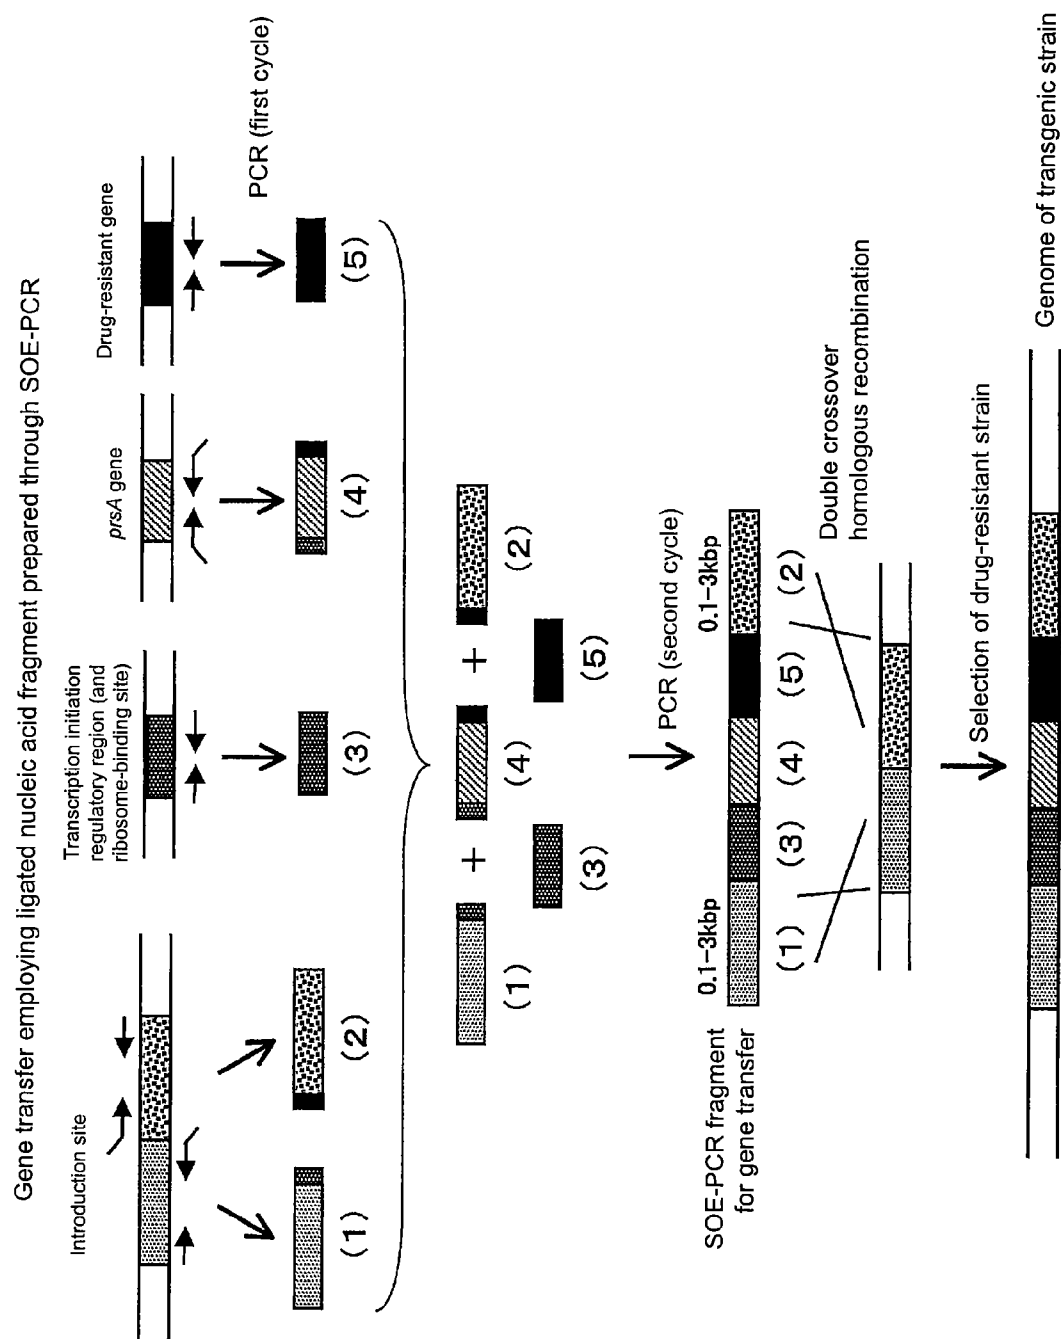 Gene transfer employing ligated nucleic acid fragment prepared through SOE-PCR
Introduction site
Transcription initiation
regulatory region (and
ribosome-binding site)
prsA gene
Drug-resistant gene
PCR (first cycle)
(1)
(2)
(3)
(4)
(5)
(1)
+
(3)
(4)
+
(5)
(2)
PCR (second cycle)
SOE-PCR fragment
for gene transfer
0.1–3kbp
0.1–3kbp
(1)
(3)
(4)
(5)
(2)
Double crossover
homologous recombination
Selection of drug-resistant strain
Genome of transgenic strain